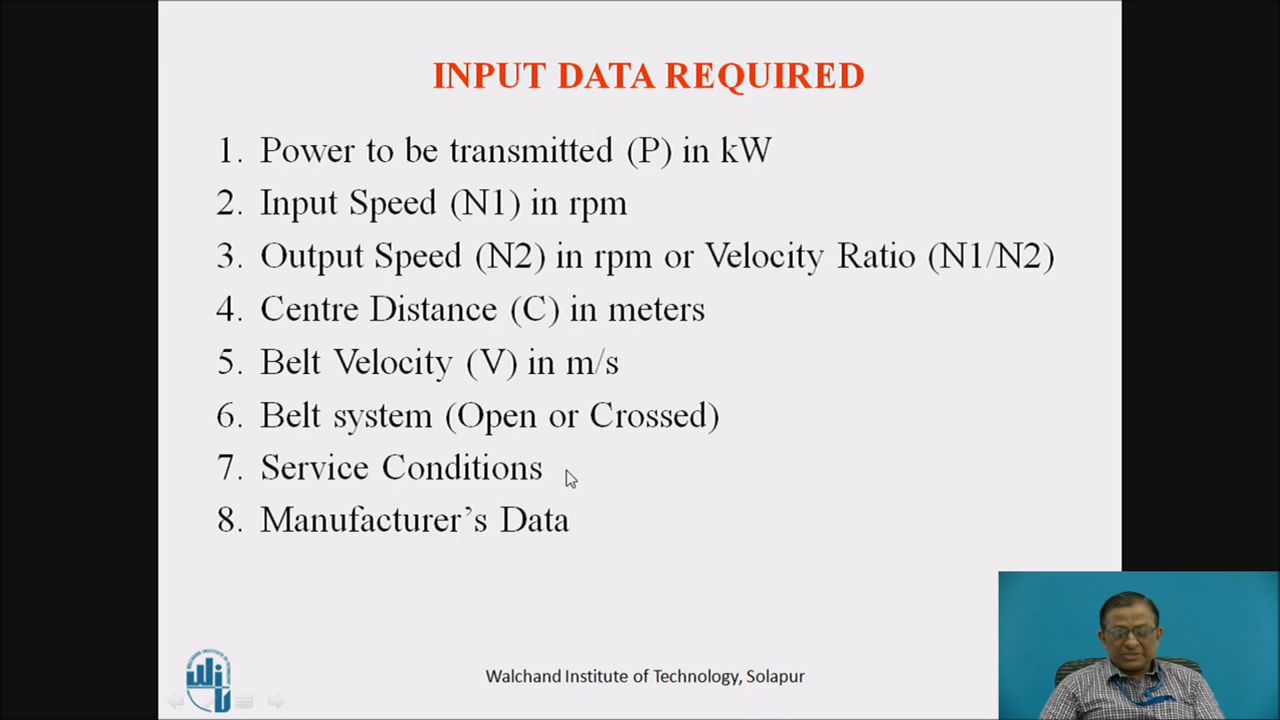 INPUT DATA REQUIRED
1. Power to be transmitted (P) in kW
2. Input Speed (N1) in rpm
3. Output Speed (N2) in rpm or Velocity Ratio (N1/N2)
4. Centre Distance (C) in meters
5. Belt Velocity (V) in m/s
6. Belt system (Open or Crossed)
7. Service Conditions
8. Manufacturer's Data
Walchand Institute of Technology, Solapur